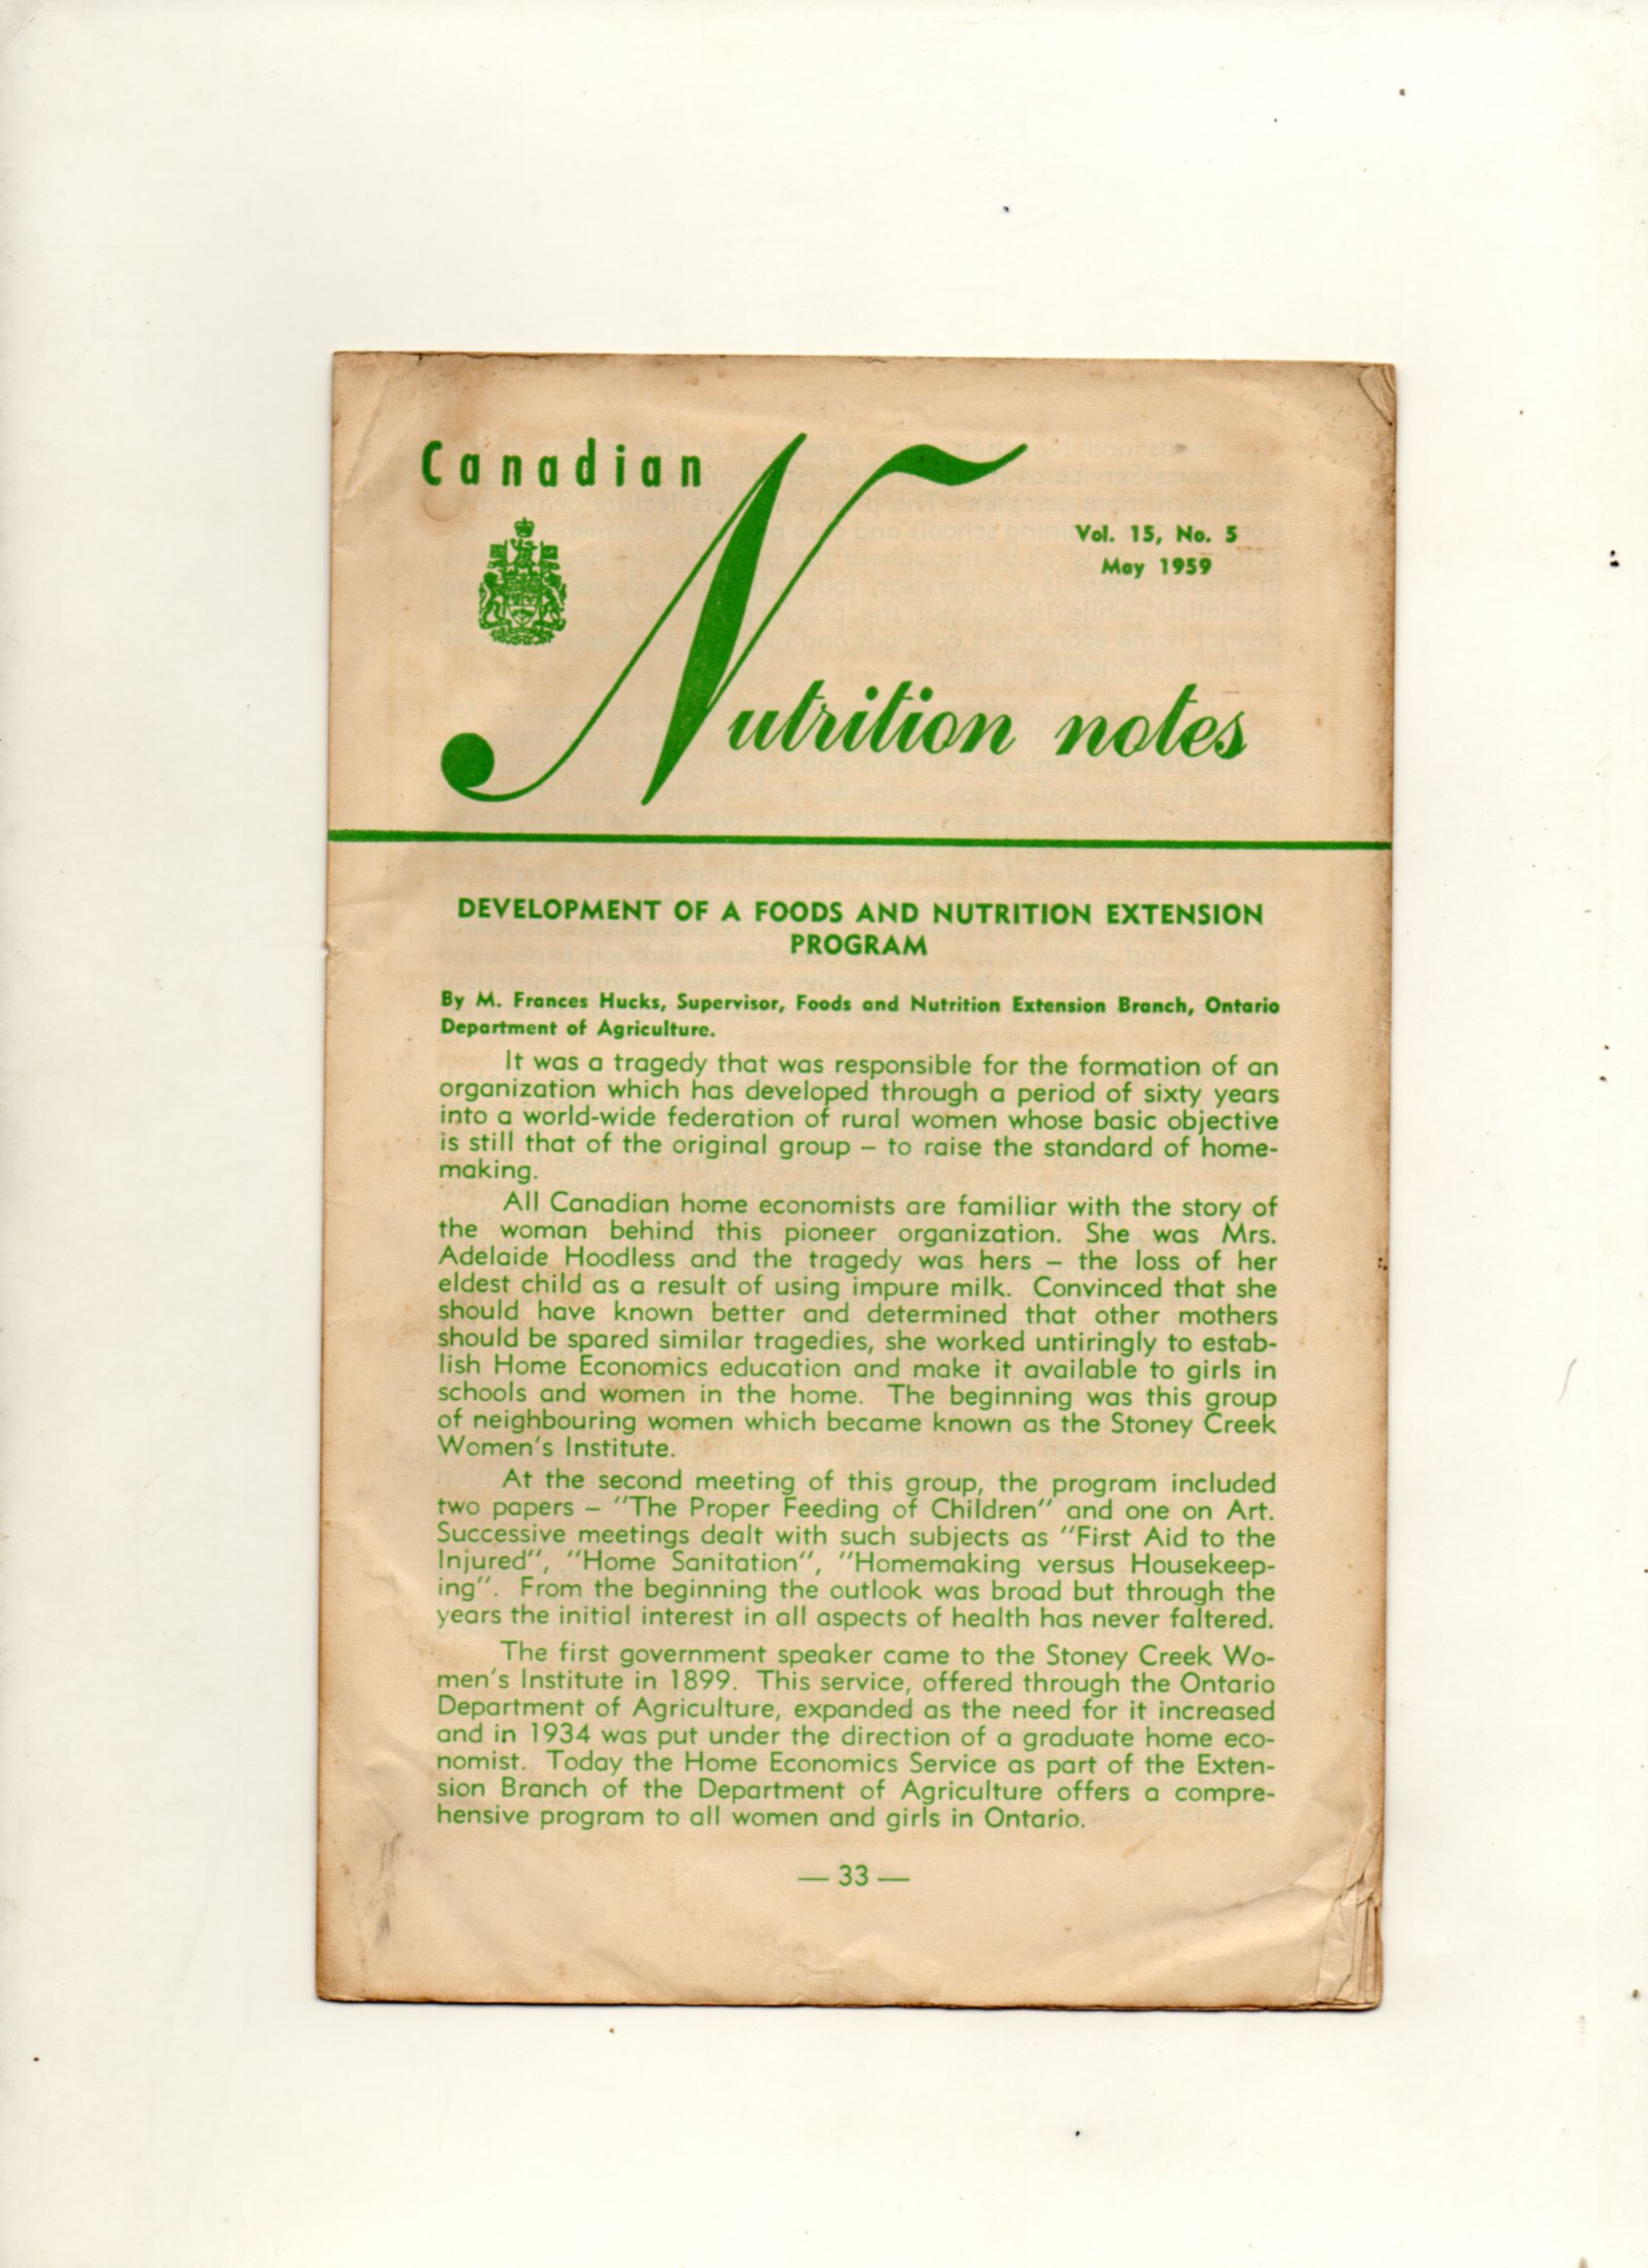 Canadian
Nutrition notes
Vol. 15, No. 5
May 1959
DEVELOPMENT OF A FOODS AND NUTRITION EXTENSION
PROGRAM
By M. Frances Hucks, Supervisor, Foods and Nutrition Extension Branch, Ontario
Department of Agriculture.
It was a tragedy that was responsible for the formation of an
organization which has developed through a period of sixty years
into a world-wide federation of rural women whose basic objective
is still that of the original group – to raise the standard of home-
making.
All Canadian home economists are familiar with the story of
the woman behind this pioneer organization. She was Mrs.
Adelaide Hoodless and the tragedy was hers – the loss of her
eldest child as a result of using impure milk. Convinced that she
should have known better and determined that other mothers
should be spared similar tragedies, she worked untiringly to estab-
lish Home Economics education and make it available to girls in
schools and women in the home. The beginning was this group
of neighbouring women which became known as the Stoney Creek
Women's Institute.
At the second meeting of this group, the program included
two papers – "The Proper Feeding of Children" and one on Art.
Successive meetings dealt with such subjects as "First Aid to the
Injured", "Home Sanitation", "Homemaking versus Housekeep-
ing". From the beginning the outlook was broad but through the
years the initial interest in all aspects of health has never faltered.
The first government speaker came to the Stoney Creek Wo-
men's Institute in 1899. This service, offered through the Ontario
Department of Agriculture, expanded as the need for it increased
and in 1934 was put under the direction of a graduate home eco-
nomist. Today the Home Economics Service as part of the Exten-
sion Branch of the Department of Agriculture offers a compre-
hensive program to all women and girls in Ontario.
— 33 —